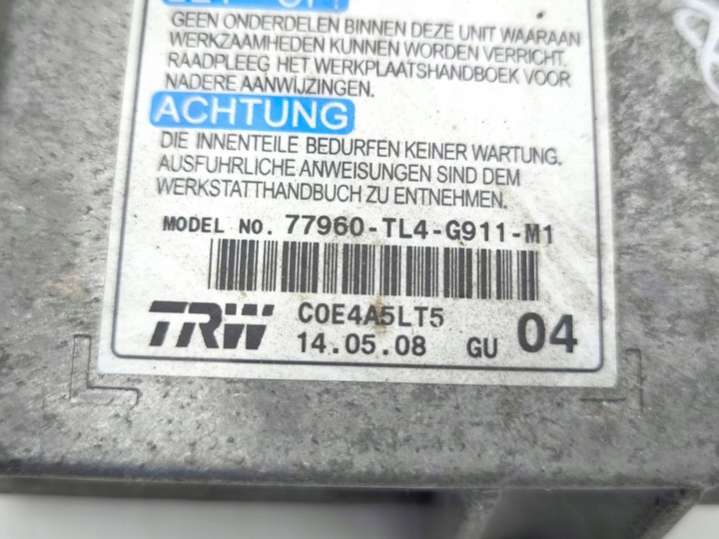 LET OP!
GEEN ONDERDELEN BINNEN DEZE UNIT WAARAAN
WERKZAAMHEDEN KUNNEN WORDEN VERRICHT.
RAADPLEEG HET WERKPLAATSHANDBOEK VOOR
NADERE AANWIJZINGEN.
ACHTUNG
DIE INNENTEILE BEDURFEN KEINER WARTUNG.
AUSFUHRLICHE ANWEISUNGEN SIND DEM
WERKSTATTHANDBUCH ZU ENTNEHMEN.
MODEL NO. 77960-TL4-G911-M1
TRW C0E4A5LT5
14.05.08 GU 04